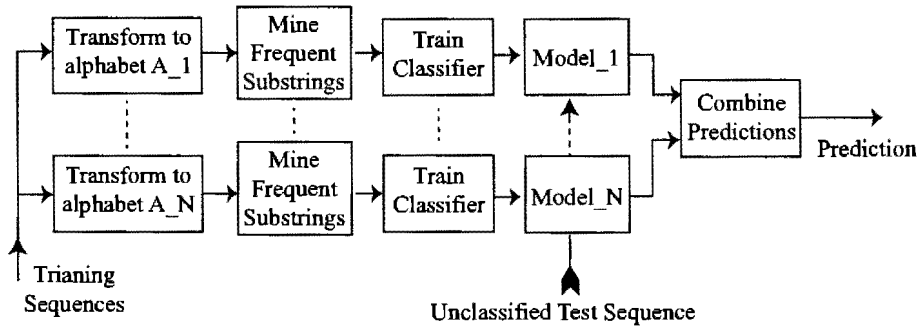 Transform to
alphabet A_1
Mine
Frequent
Substrings
Train
Classifier
Model_1
Combine
Predictions
Prediction
Transform to
alphabet A_N
Mine
Frequent
Substrings
Train
Classifier
Model_N
Trianing
Sequences
Unclassified Test Sequence